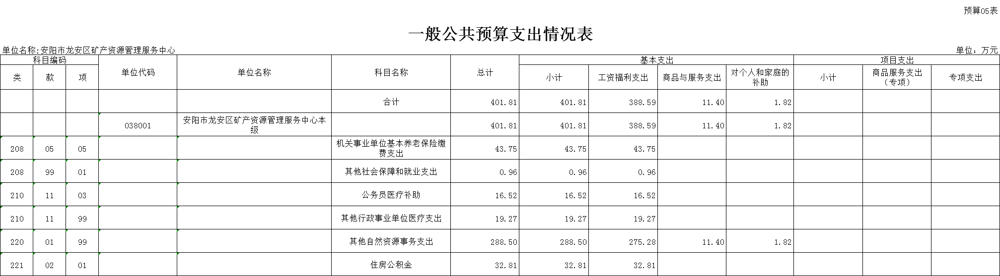 预算05表
一般公共预算支出情况表
单位名称:安阳市龙安区矿产资源管理服务中心 单位：万元
科目编码 单位代码 单位名称 科目名称 总计 基本支出 项目支出
类 款 项 小计 工资福利支出 商品与服务支出 对个人和家庭的 小计 商品服务支出 专项支出
补助 （专项）
合计 401.81 401.81 388.59 11.40 1.82
038001 安阳市龙安区矿产资源管理服务中心本 401.81 401.81 388.59 11.40 1.82
级
208 05 05 机关事业单位基本养老保险缴 43.75 43.75 43.75
费支出
208 99 01 其他社会保障和就业支出 0.96 0.96 0.96
210 11 03 公务员医疗补助 16.52 16.52 16.52
210 11 99 其他行政事业单位医疗支出 19.27 19.27 19.27
220 01 99 其他自然资源事务支出 288.50 288.50 275.28 11.40 1.82
221 02 01 住房公积金 32.81 32.81 32.81